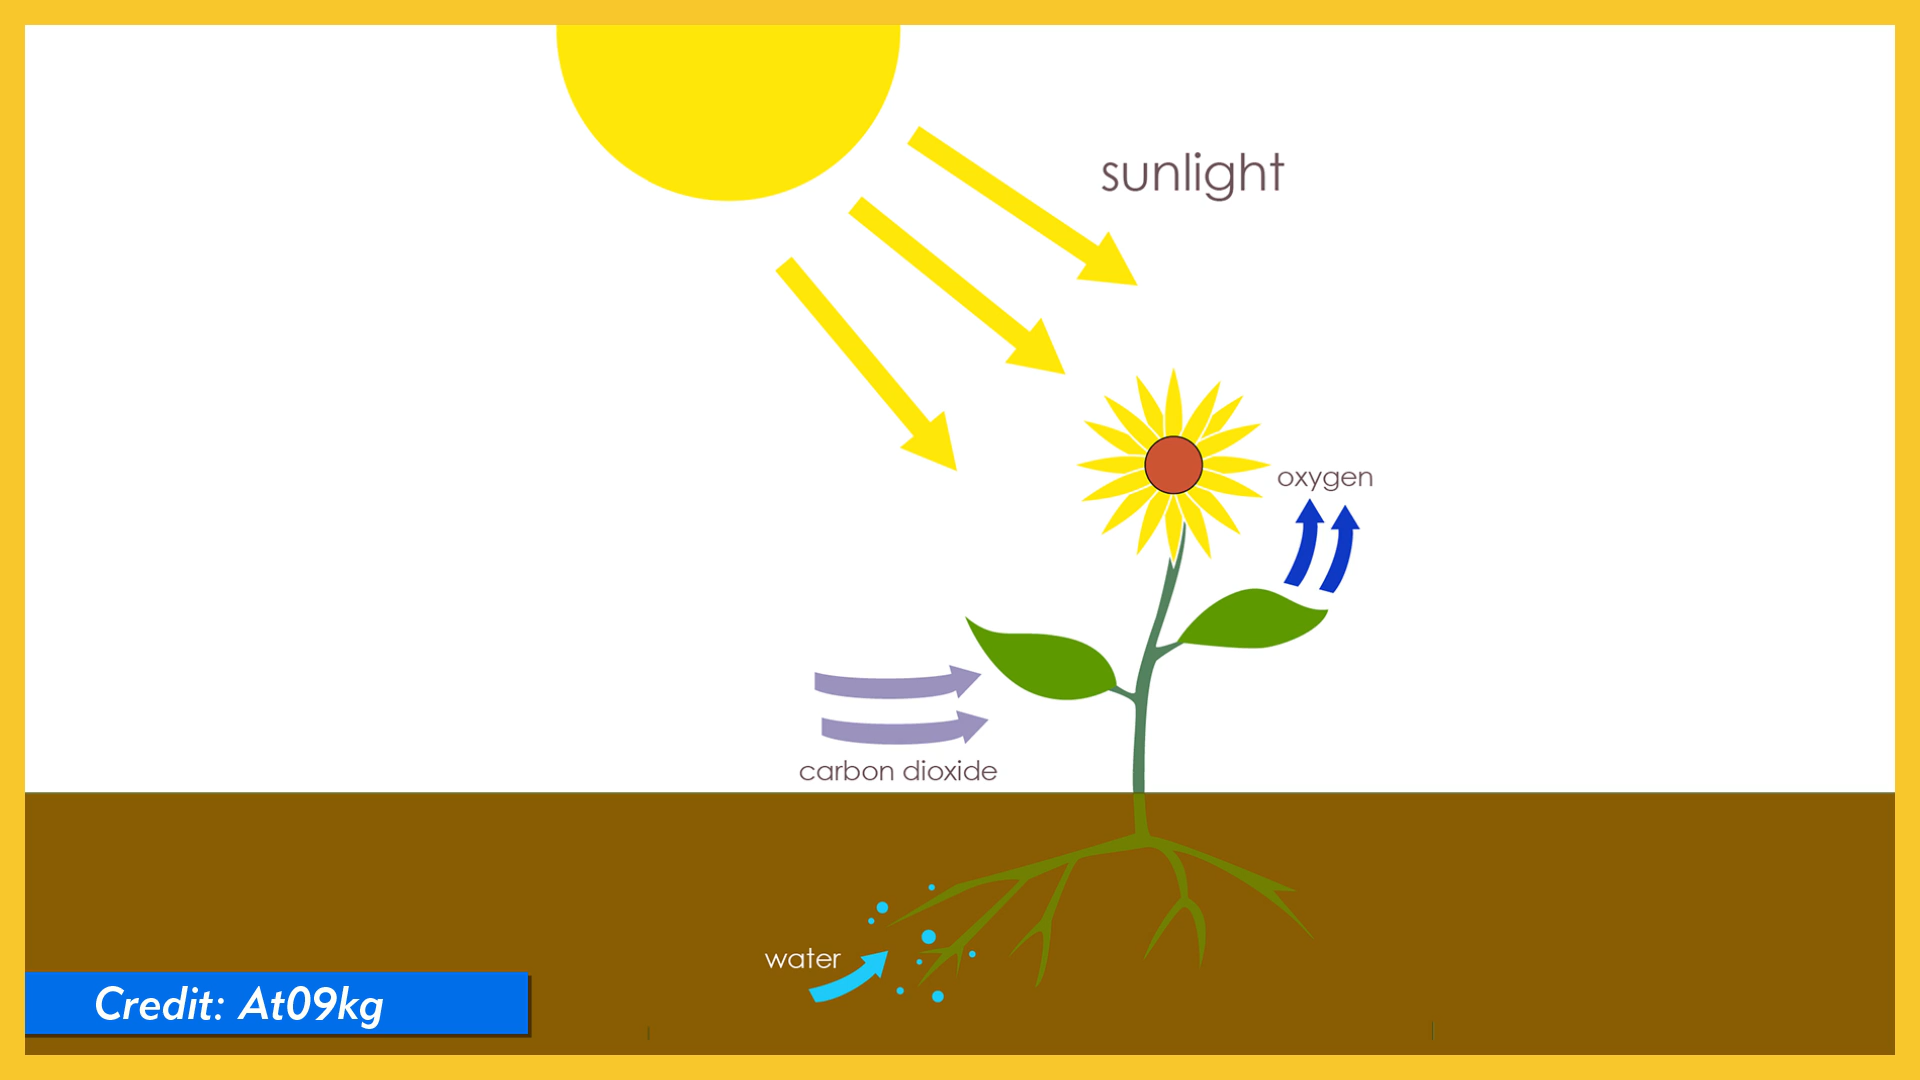 sunlight
oxygen
carbon dioxide
water
Credit: At09kg